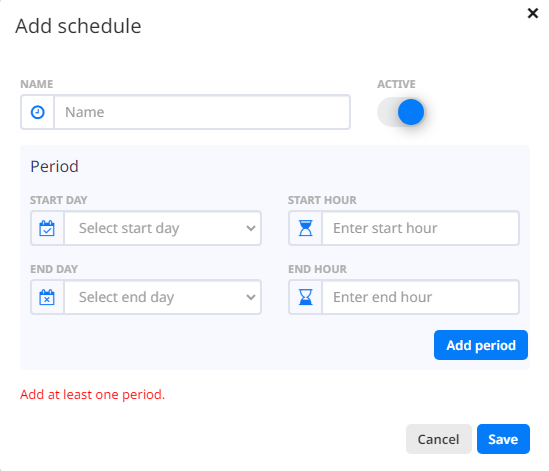 Add schedule
NAME ACTIVE
Name
Period
START DAY START HOUR
Select start day Enter start hour
END DAY END HOUR
Select end day Enter end hour
Add period
Add at least one period.
Cancel Save